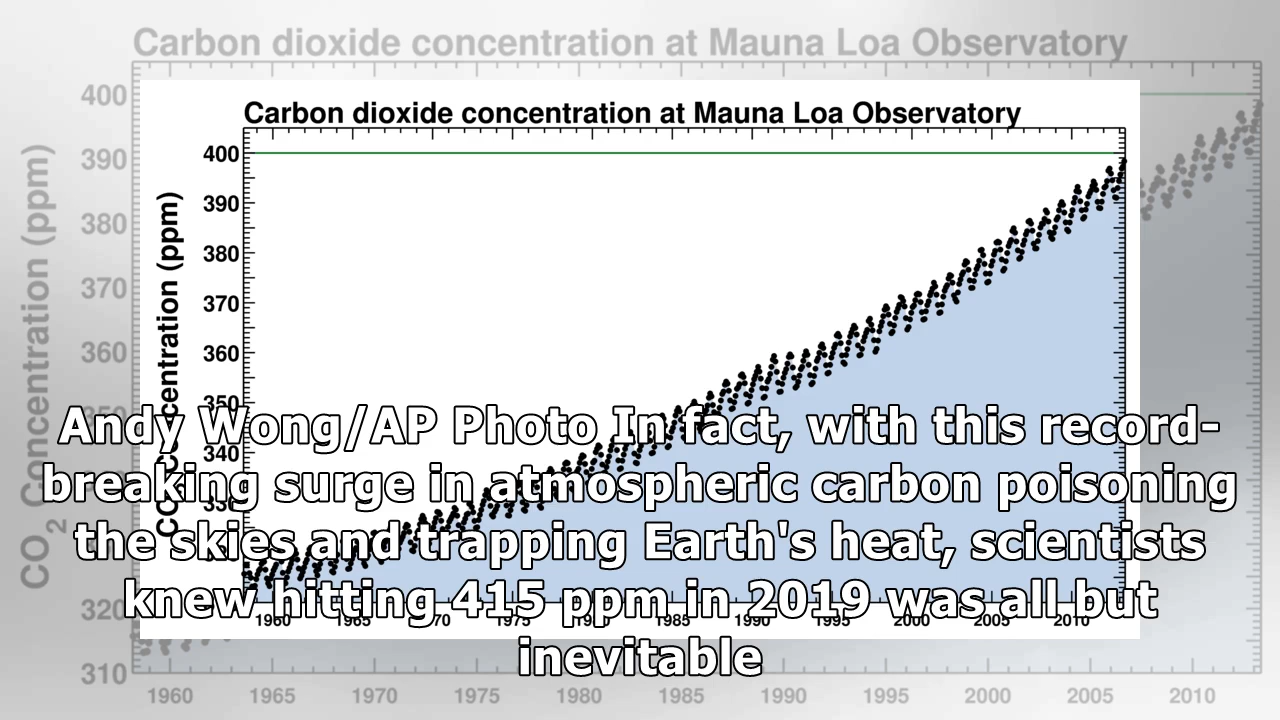 Carbon dioxide concentration at Mauna Loa Observatory
Carbon dioxide concentration at Mauna Loa Observatory
400
390
380
370
360
350
340
320
310
CO2 Concentration (ppm)
400
390
380
370
360
350
340
Andy Wong/AP Photo In fact, with this record-
breaking surge in atmospheric carbon poisoning
the skies and trapping Earth's heat, scientists
knew hitting 415 ppm in 2019 was all but
inevitable
1960 1965 1970 1975 1980 1985 1990 1995 2000 2005 2010
1960 1965 1970 1975 1980 1985 1990 1995 2000 2005 2010